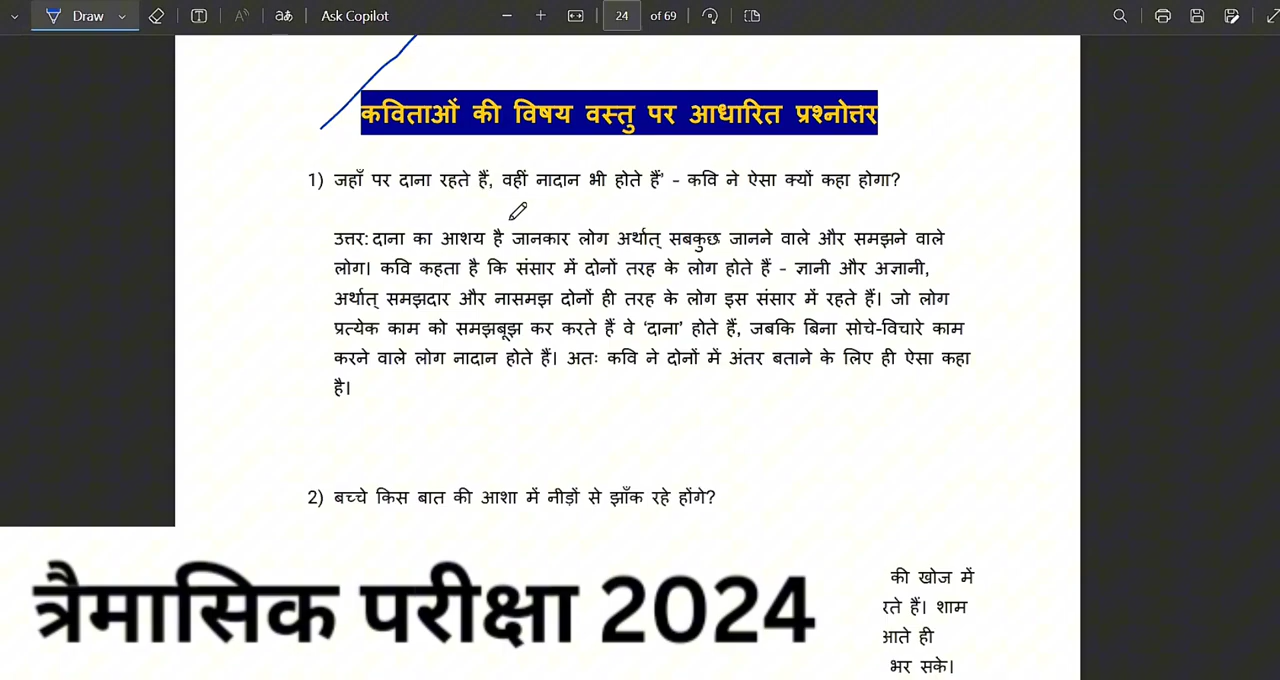 Draw
Ask Copilot
24
of 69
कविताओं की विषय वस्तु पर आधारित प्रश्नोत्तर
1) जहाँ पर दाना रहते हैं, वहीं नादान भी होते हैं' - कवि ने ऐसा क्यों कहा होगा?
उत्तर: दाना का आशय है जानकार लोग अर्थात् सबकुछ जानने वाले और समझने वाले
लोग। कवि कहता है कि संसार में दोनों तरह के लोग होते हैं - ज्ञानी और अज्ञानी,
अर्थात् समझदार और नासमझ दोनों ही तरह के लोग इस संसार में रहते हैं। जो लोग
प्रत्येक काम को समझबूझ कर करते हैं वे 'दाना' होते हैं, जबकि बिना सोचे-विचारे काम
करने वाले लोग नादान होते हैं। अतः कवि ने दोनों में अंतर बताने के लिए ही ऐसा कहा
है।
2) बच्चे किस बात की आशा में नीड़ों से झाँक रहे होंगे?
की खोज में
हैं। शाम
ही
भर सके।
त्रैमासिक परीक्षा 2024